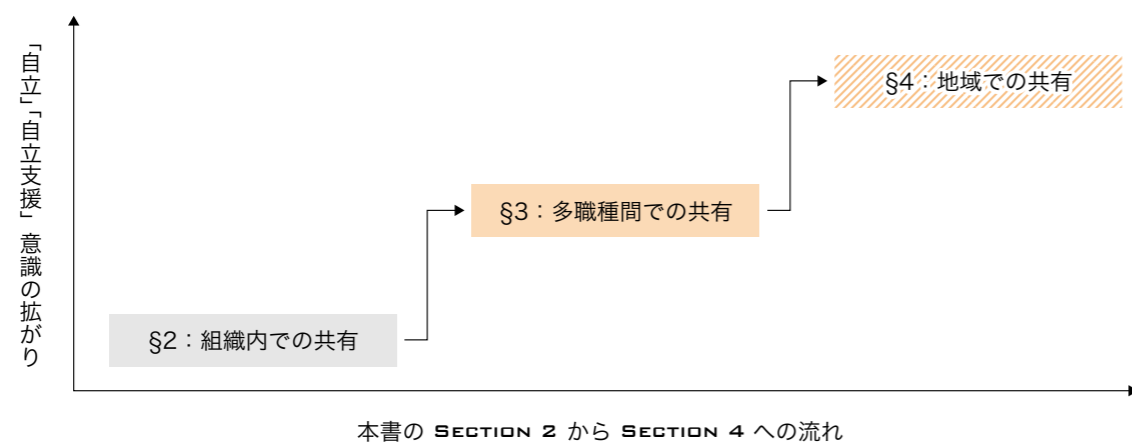 「自立」「自立支援」意識の拡がり
§4：地域での共有
§3：多職種間での共有
§2：組織内での共有
本書の SECTION 2 から SECTION 4 への流れ